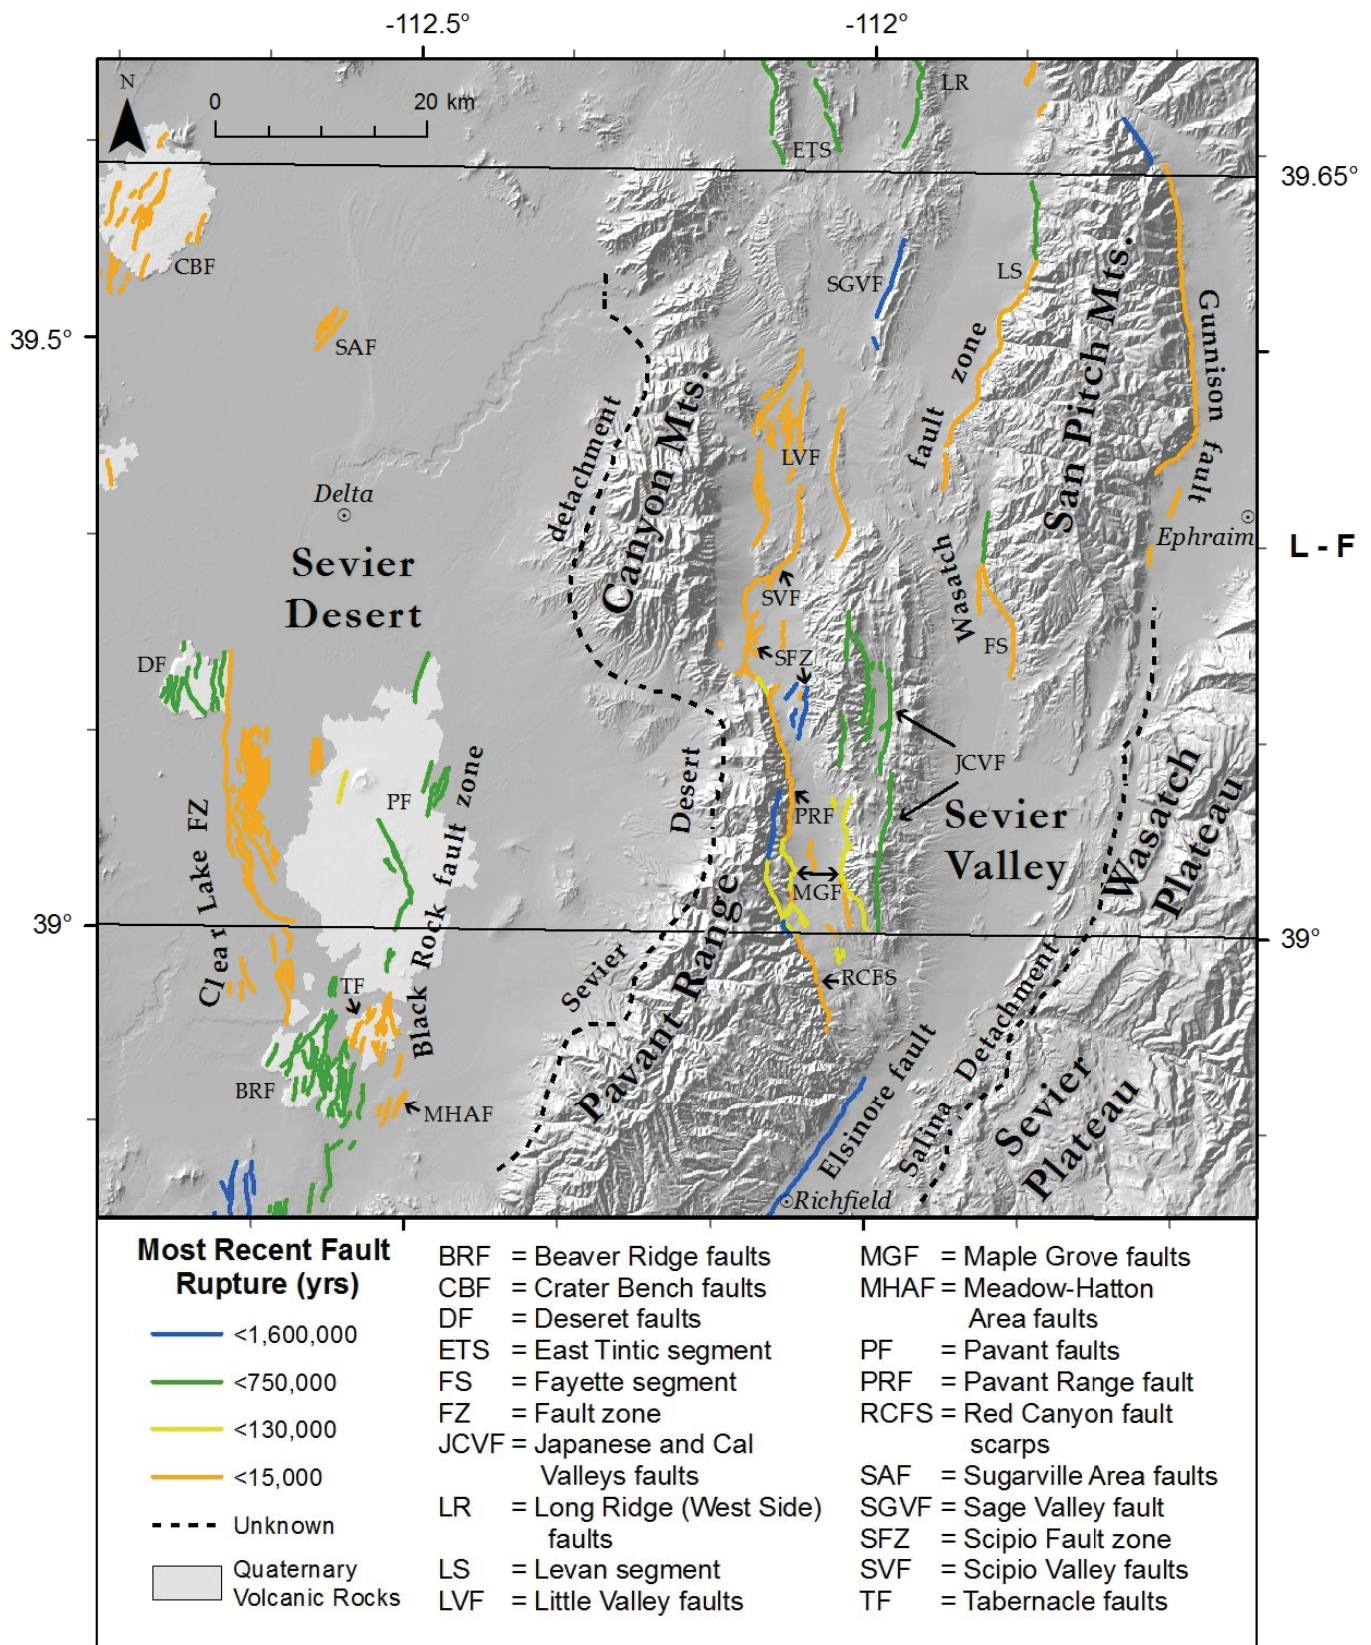 -112.5°
-112°
N
0
20 km
LR
ETS
39.65°
CBF
SGVF
LS
SAF
39.5°
zone
San Pitch Mts.
Gunnison fault
detachment
Canyon Mts.
fault
LVF
Delta
Ephraim
L - F
Sevier
Desert
Wasatch
SVF
FS
DF
SFZ
JCVF
Desert
PF
Clear Lake FZ
Black Rock fault zone
PRF
Sevier
Valley
Wasatch
Plateau
MGF
39°
39°
Pavant Range
Sevier
RCFS
TF
Detachment
Elsinore fault
BRF
MHAF
Salina
Sevier
Plateau
Richfield
Most Recent Fault
Rupture (yrs)
<1,600,000
<750,000
<130,000
<15,000
Unknown
Quaternary
Volcanic Rocks
BRF = Beaver Ridge faults
CBF = Crater Bench faults
DF = Deseret faults
ETS = East Tintic segment
FS = Fayette segment
FZ = Fault zone
JCVF = Japanese and Cal
Valleys faults
LR = Long Ridge (West Side)
faults
LS = Levan segment
LVF = Little Valley faults
MGF = Maple Grove faults
MHAF = Meadow-Hatton
Area faults
PF = Pavant faults
PRF = Pavant Range fault
RCFS = Red Canyon fault
scarps
SAF = Sugarville Area faults
SGVF = Sage Valley fault
SFZ = Scipio Fault zone
SVF = Scipio Valley faults
TF = Tabernacle faults